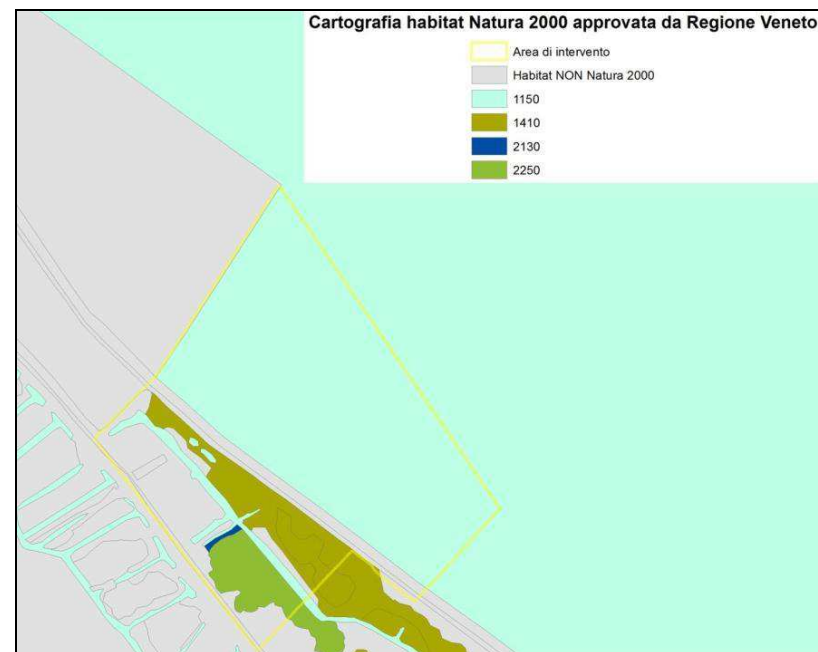 Cartografia habitat Natura 2000 approvata da Regione Veneto
Area di intervento
Habitat NON Natura 2000
1150
1410
2130
2250